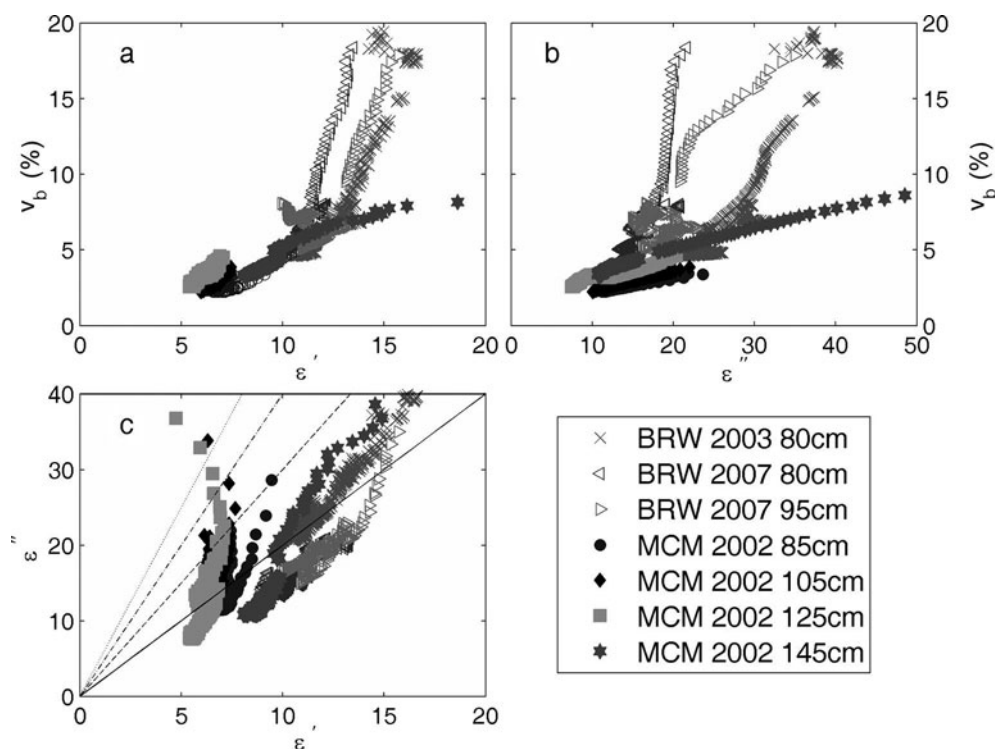 a
20
15
10
5
0
v_b (%)
0 5 10 15 20
ε'
b
20
15
10
5
0
v_b (%)
0 10 20 30 40 50
ε''
c
40
30
20
10
0
ε''
0 5 10 15 20
ε'
BRW 2003 80cm
BRW 2007 80cm
BRW 2007 95cm
MCM 2002 85cm
MCM 2002 105cm
MCM 2002 125cm
MCM 2002 145cm